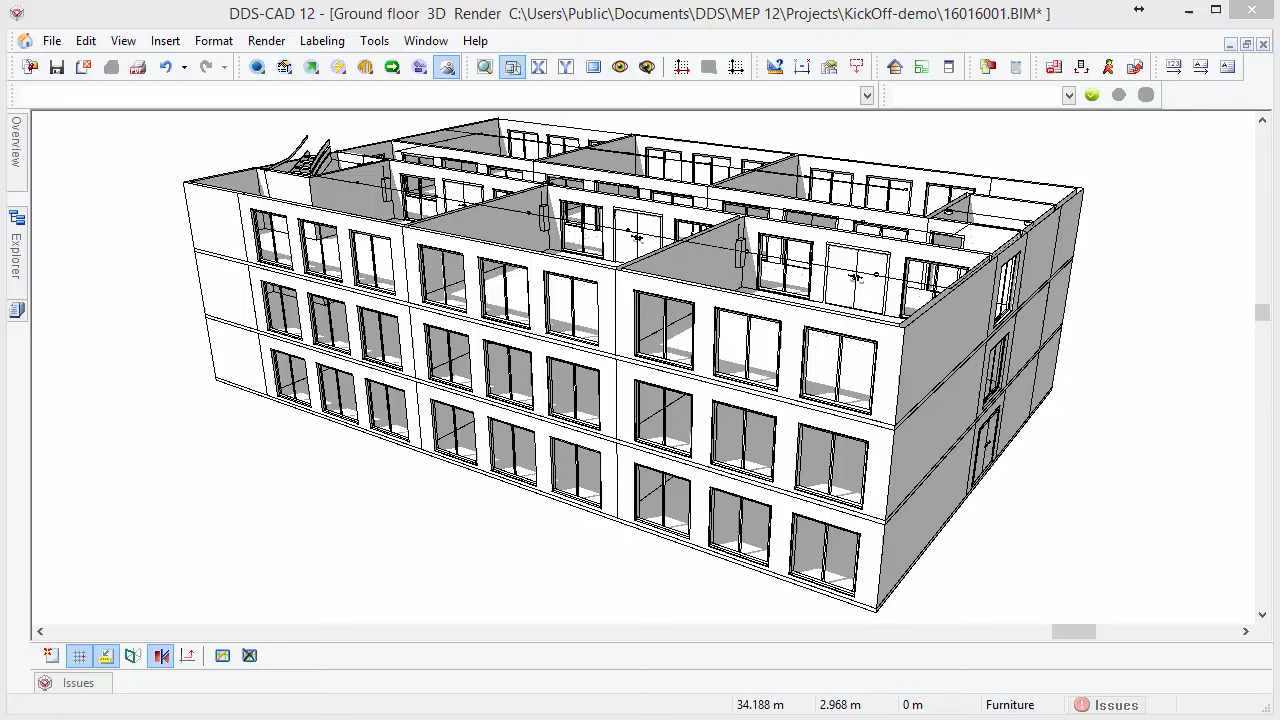 DDS-CAD 12 - [Ground floor 3D Render C:\Users\Public\Documents\DDS\MEP 12\Projects\KickOff-demo\16016001.BIM* ]
File Edit View Insert Format Render Labeling Tools Window Help
Overview
Explorer
Issues
34.188 m 2.968 m 0 m Furniture Issues